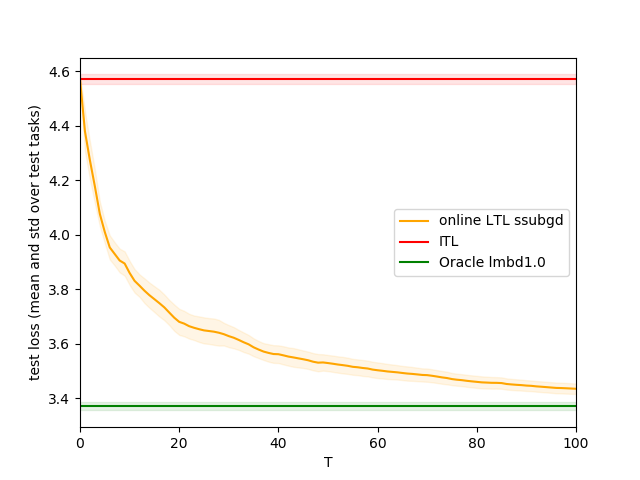 4.6
4.4
4.2
4.0
3.8
3.6
3.4
test loss (mean and std over test tasks)
online LTL ssubgd
ITL
Oracle lmbd1.0
0 20 40 60 80 100
T